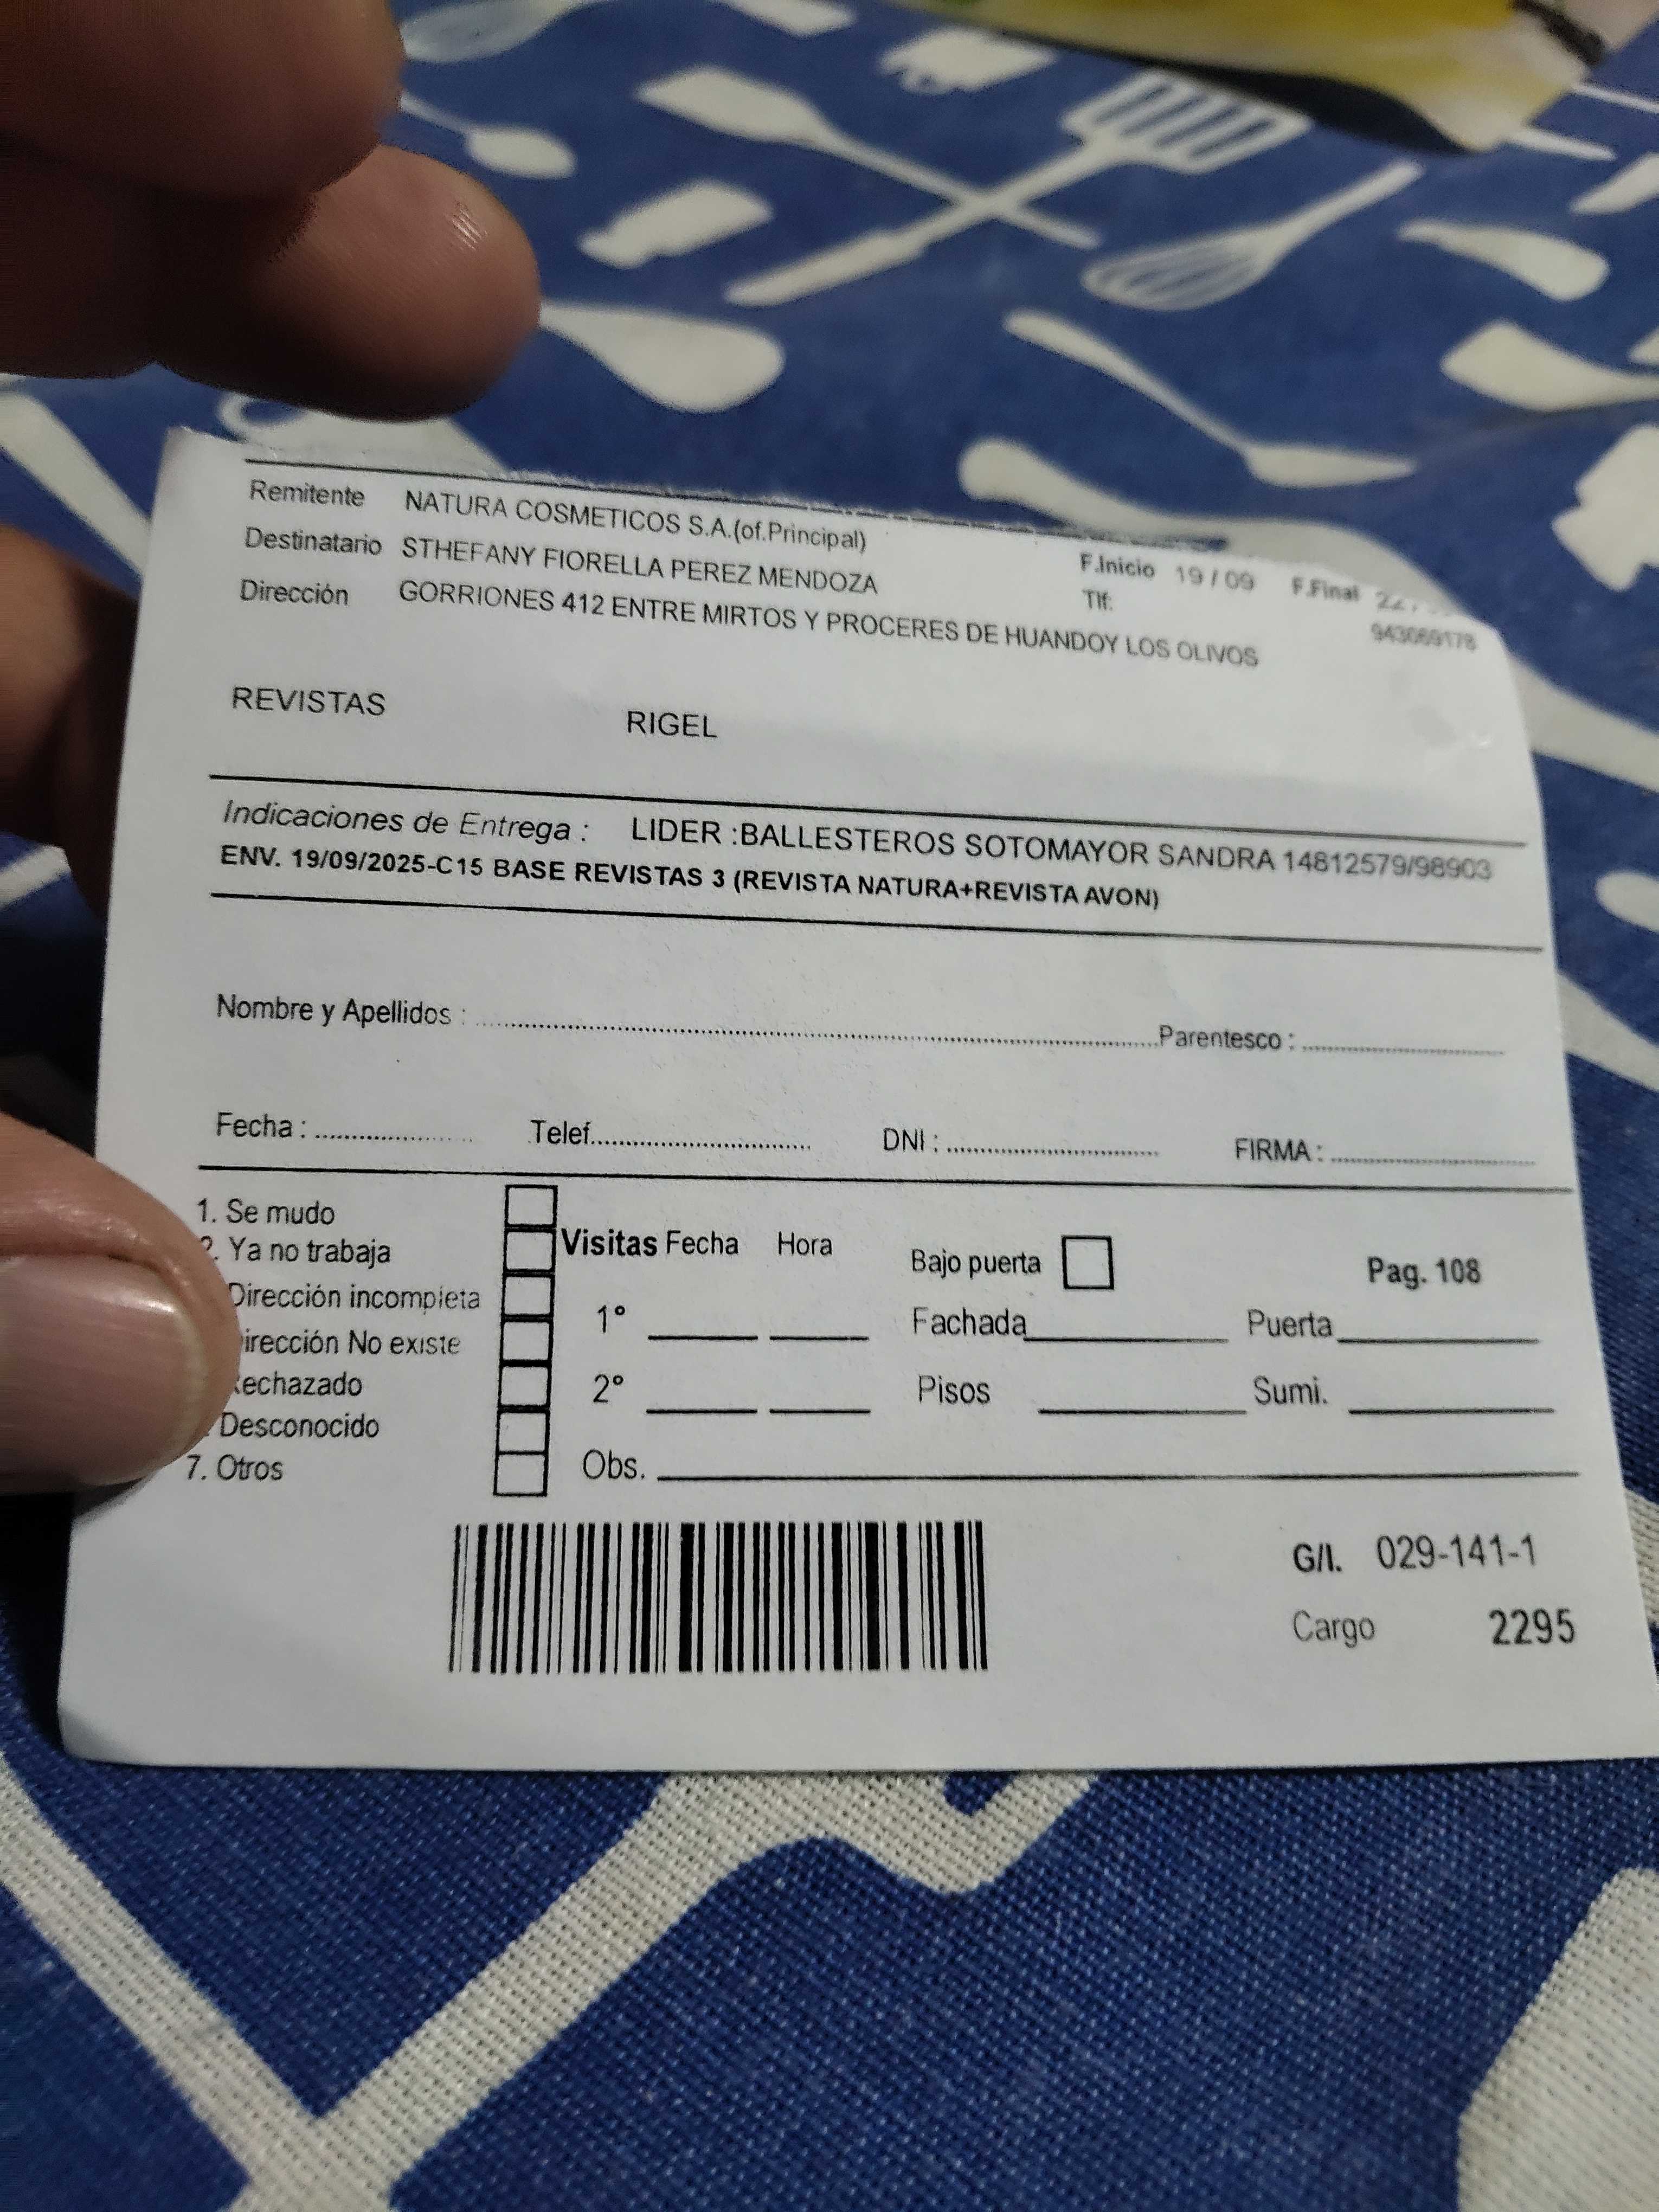 Remitente NATURA COSMETICOS S.A.(of.Principal)
Destinatario STHEFANY FIORELLA PEREZ MENDOZA F.Inicio 19 / 09 F.Final
Dirección GORRIONES 412 ENTRE MIRTOS Y PROCERES DE HUANDOY LOS OLIVOS Tlf: 943069178
REVISTAS RIGEL
Indicaciones de Entrega : LIDER :BALLESTEROS SOTOMAYOR SANDRA 14812579/98903
ENV. 19/09/2025-C15 BASE REVISTAS 3 (REVISTA NATURA+REVISTA AVON)
Nombre y Apellidos : Parentesco :
Fecha : Telef. DNI : FIRMA :
1. Se mudo
2. Ya no trabaja
Dirección incompleta
irección No existe
Rechazado
Desconocido
7. Otros
Visitas Fecha Hora
1°
2°
Obs.
Bajo puerta Pag. 108
Fachada Puerta
Pisos Sumi.
G/I. 029-141-1
Cargo 2295